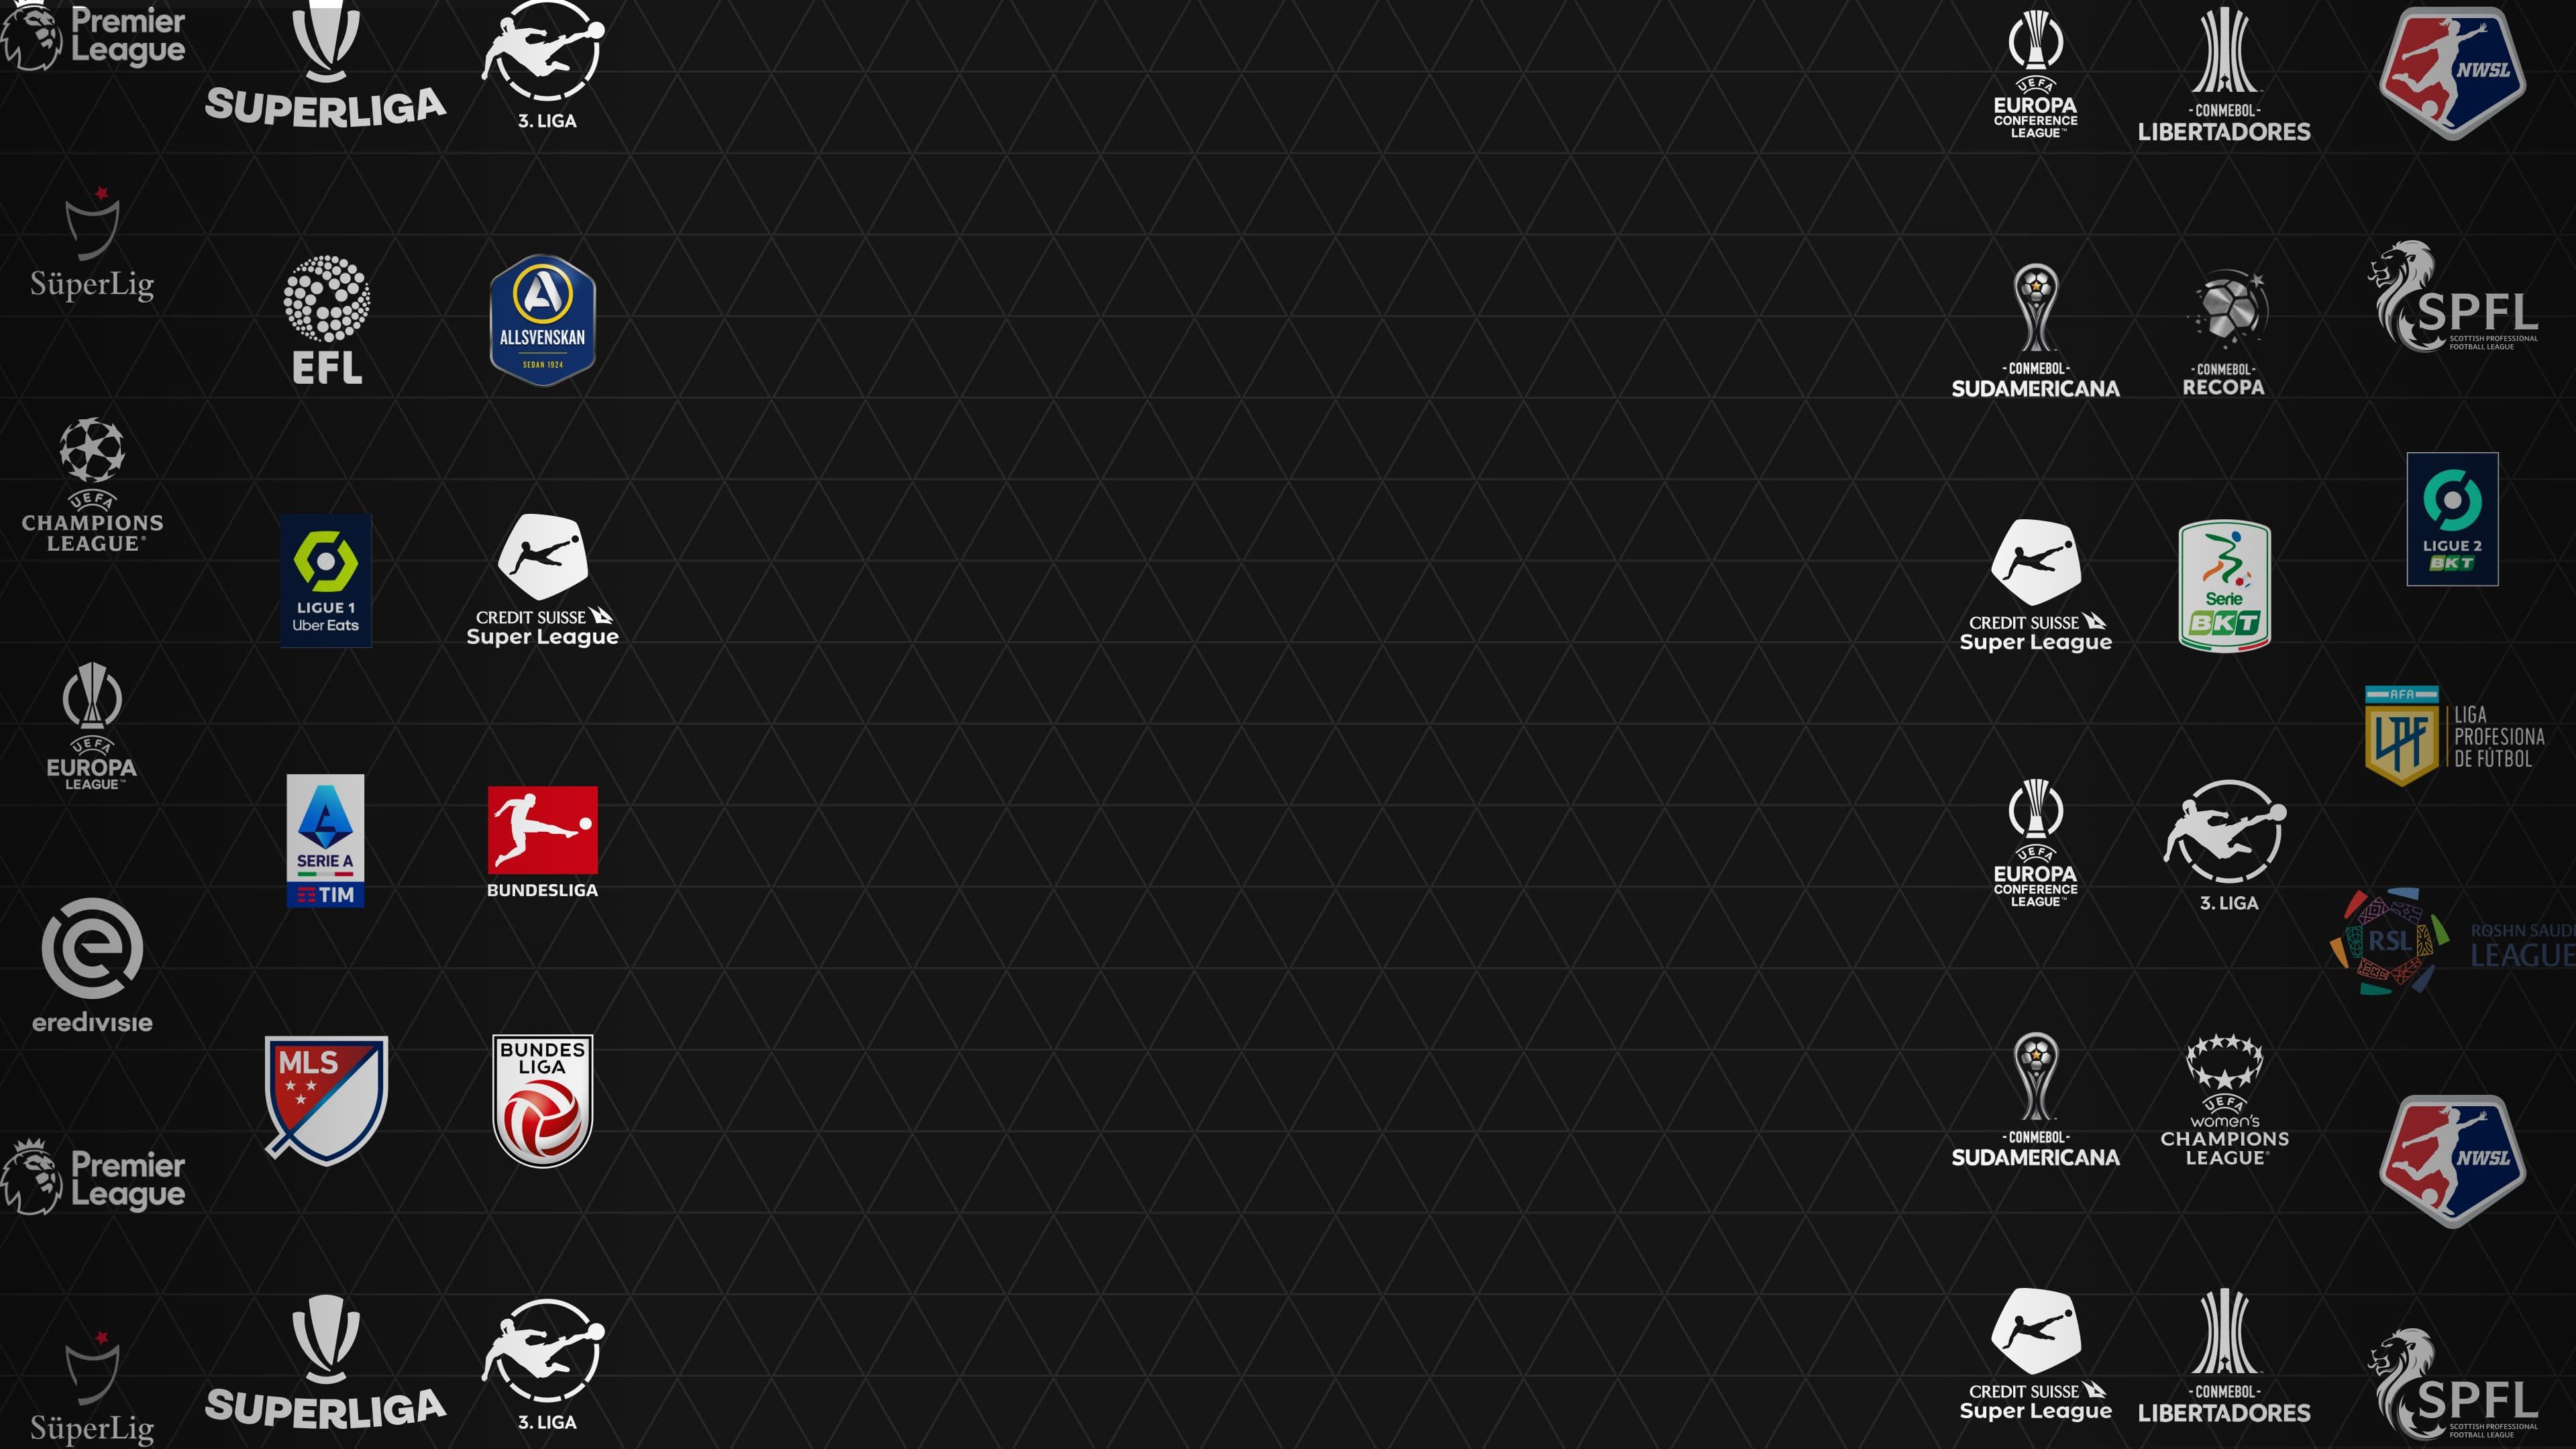 Premier
League
SUPERLIGA
3. LIGA
UEFA
EUROPA
CONFERENCE
LEAGUE™
- CONMEBOL -
LIBERTADORES
NWSL
SüperLig
EFL
ALLSVENSKAN
SEDAN 1924
- CONMEBOL -
SUDAMERICANA
- CONMEBOL -
RECOPA
SPFL
SCOTTISH PROFESSIONAL
FOOTBALL LEAGUE
UEFA
CHAMPIONS
LEAGUE®
LIGUE 1
Uber Eats
CREDIT SUISSE
Super League
CREDIT SUISSE
Super League
Serie
BKT
LIGUE 2
BKT
UEFA
EUROPA
LEAGUE™
SERIE A
TIM
BUNDESLIGA
UEFA
EUROPA
CONFERENCE
LEAGUE™
3. LIGA
AFA
LPF
LIGA
PROFESIONA
DE FÚTBOL
eredivisie
MLS
BUNDES
LIGA
- CONMEBOL -
SUDAMERICANA
UEFA
women's
CHAMPIONS
LEAGUE®
RSL
ROSHN SAUDI
LEAGUE
Premier
League
NWSL
SüperLig
SUPERLIGA
3. LIGA
CREDIT SUISSE
Super League
- CONMEBOL -
LIBERTADORES
SPFL
SCOTTISH PROFESSIONAL
FOOTBALL LEAGUE